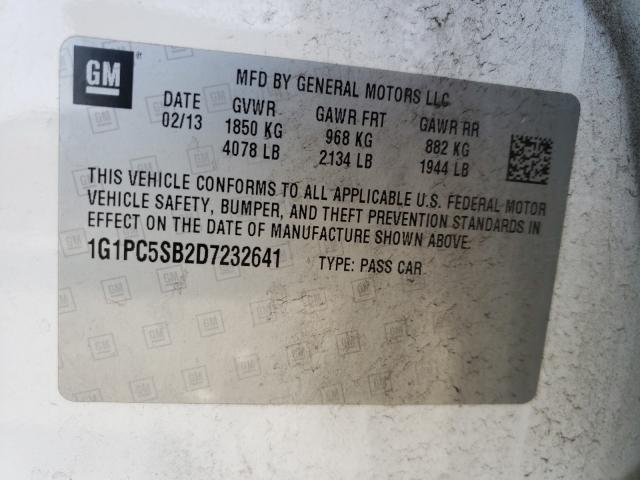 GM
MFD BY GENERAL MOTORS LLC
DATE GVWR GAWR FRT GAWR RR
02/13 1850 KG 968 KG 882 KG
4078 LB 2134 LB 1944 LB
THIS VEHICLE CONFORMS TO ALL APPLICABLE U.S. FEDERAL MOTOR
VEHICLE SAFETY, BUMPER, AND THEFT PREVENTION STANDARDS IN
EFFECT ON THE DATE OF MANUFACTURE SHOWN ABOVE.
1G1PC5SB2D7232641 TYPE: PASS CAR